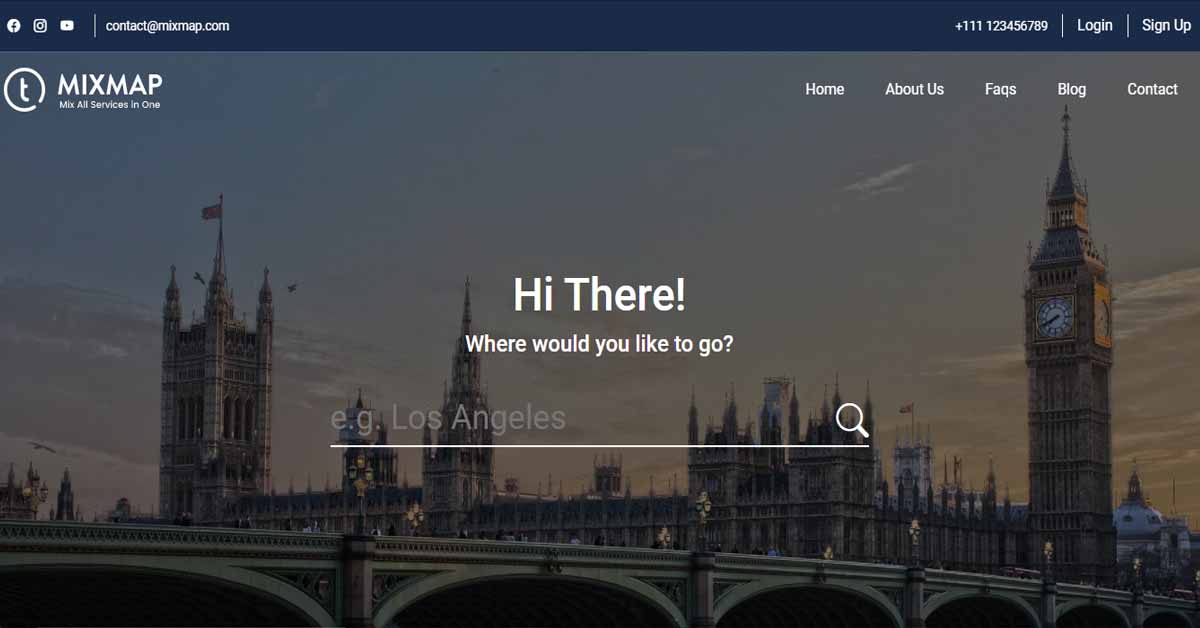 contact@mixmap.com
+111 123456789 Login Sign Up
t MIXMAP
Mix All Services in One
Home About Us Faqs Blog Contact
Hi There!
Where would you like to go?
e.g. Los Angeles